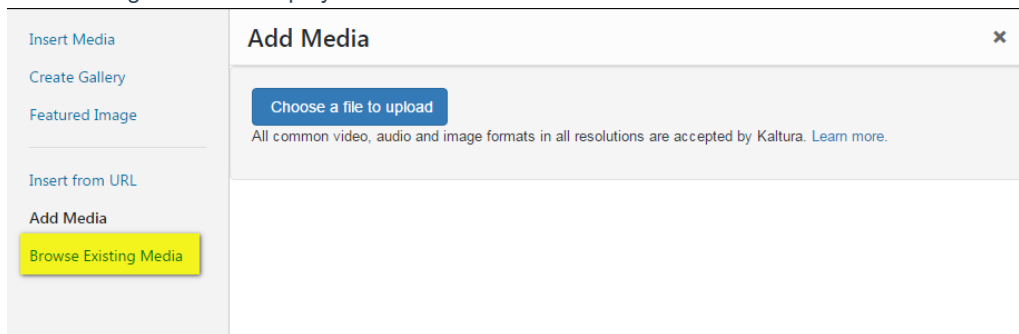 Insert Media
Create Gallery
Featured Image
Insert from URL
Add Media
Browse Existing Media
Add Media
×
Choose a file to upload
All common video, audio and image formats in all resolutions are accepted by Kaltura. Learn more.